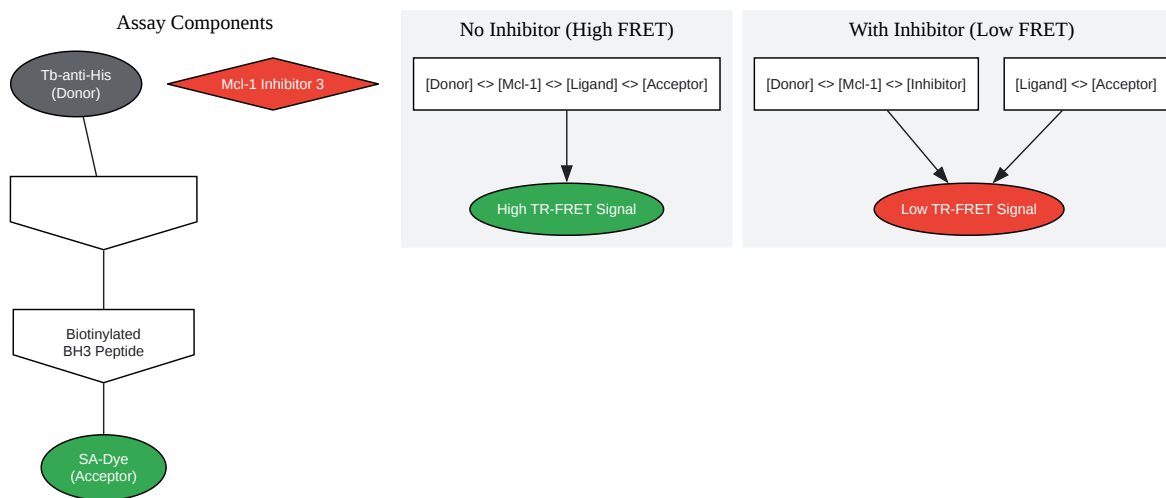 Assay Components
Tb-anti-His
(Donor)
Mcl-1 Inhibitor 3
Biotinylated
BH3 Peptide
SA-Dye
(Acceptor)
No Inhibitor (High FRET)
[Donor] <> [Mcl-1] <> [Ligand] <> [Acceptor]
High TR-FRET Signal
With Inhibitor (Low FRET)
[Donor] <> [Mcl-1] <> [Inhibitor]
[Ligand] <> [Acceptor]
Low TR-FRET Signal